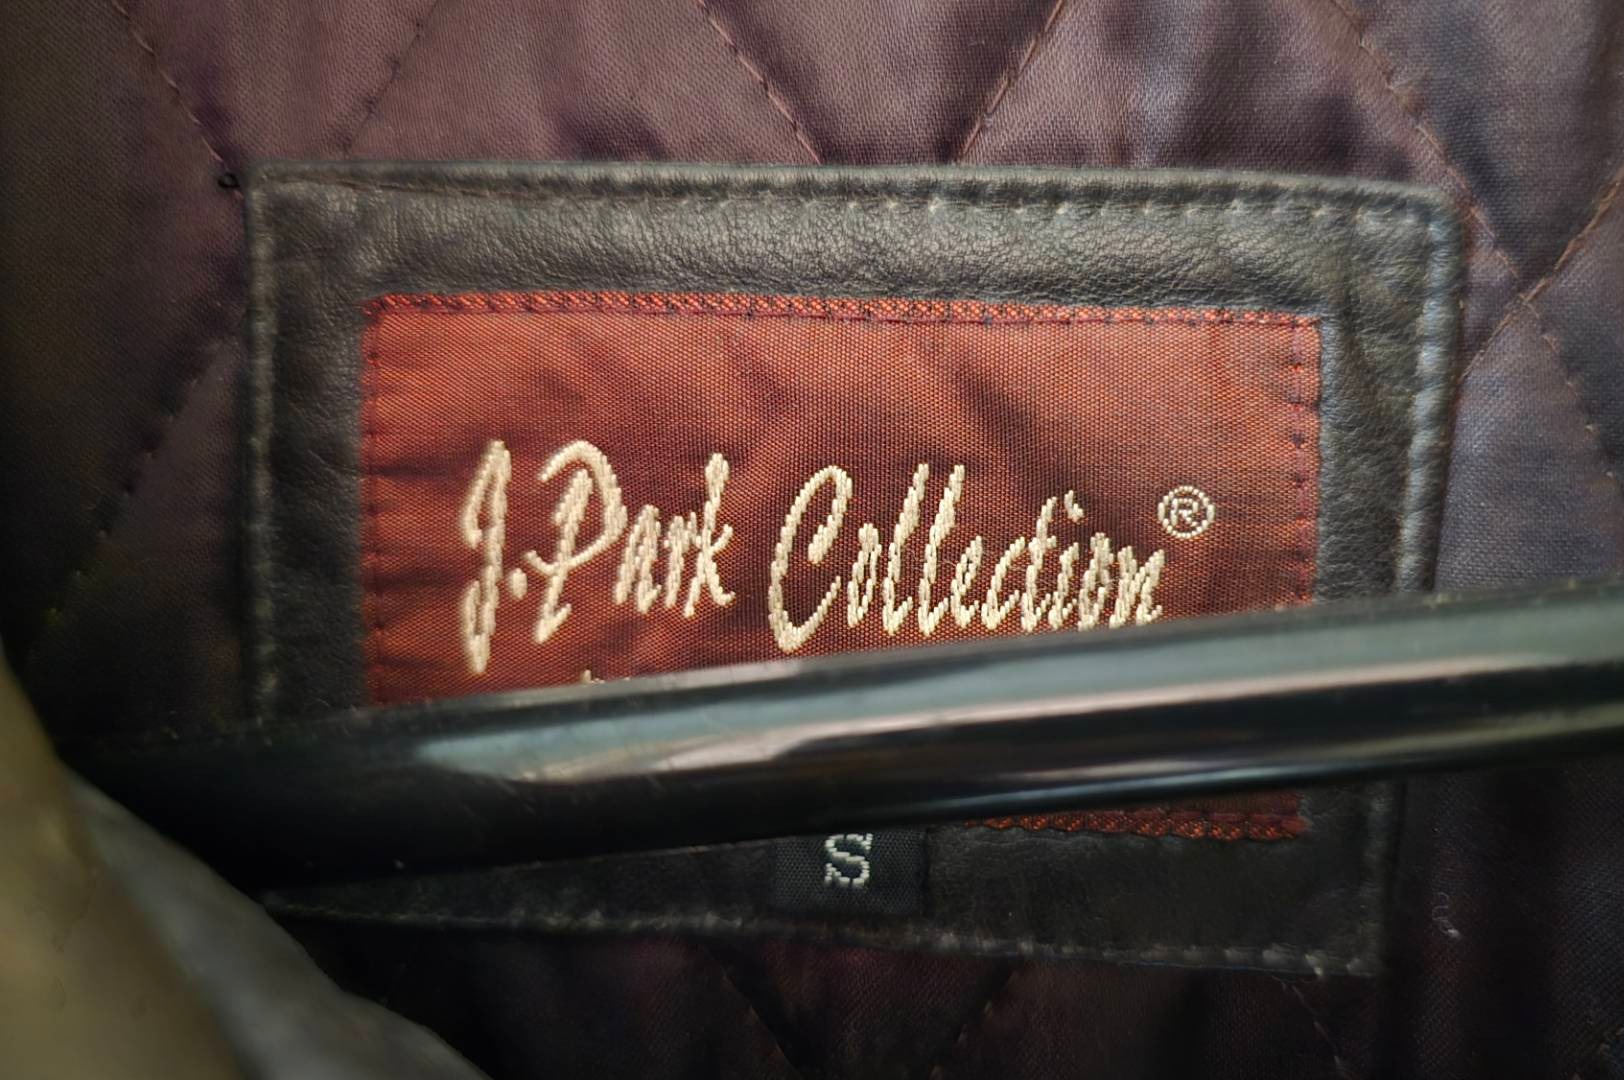 J. Park Collection ®
S